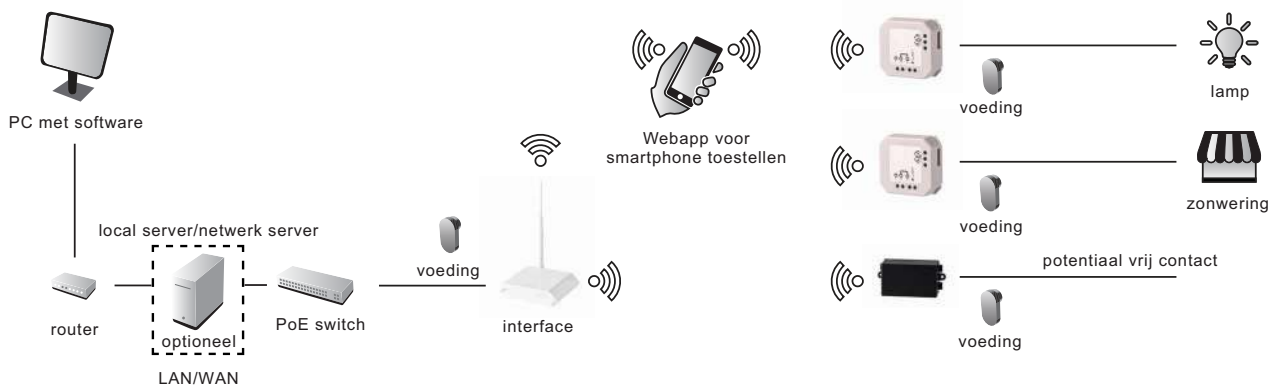 PC met software
local server/netwerk server
router
optioneel
LAN/WAN
PoE switch
voeding
interface
Webapp voor
smartphone toestellen
voeding
lamp
voeding
zonwering
potentiaal vrij contact
voeding